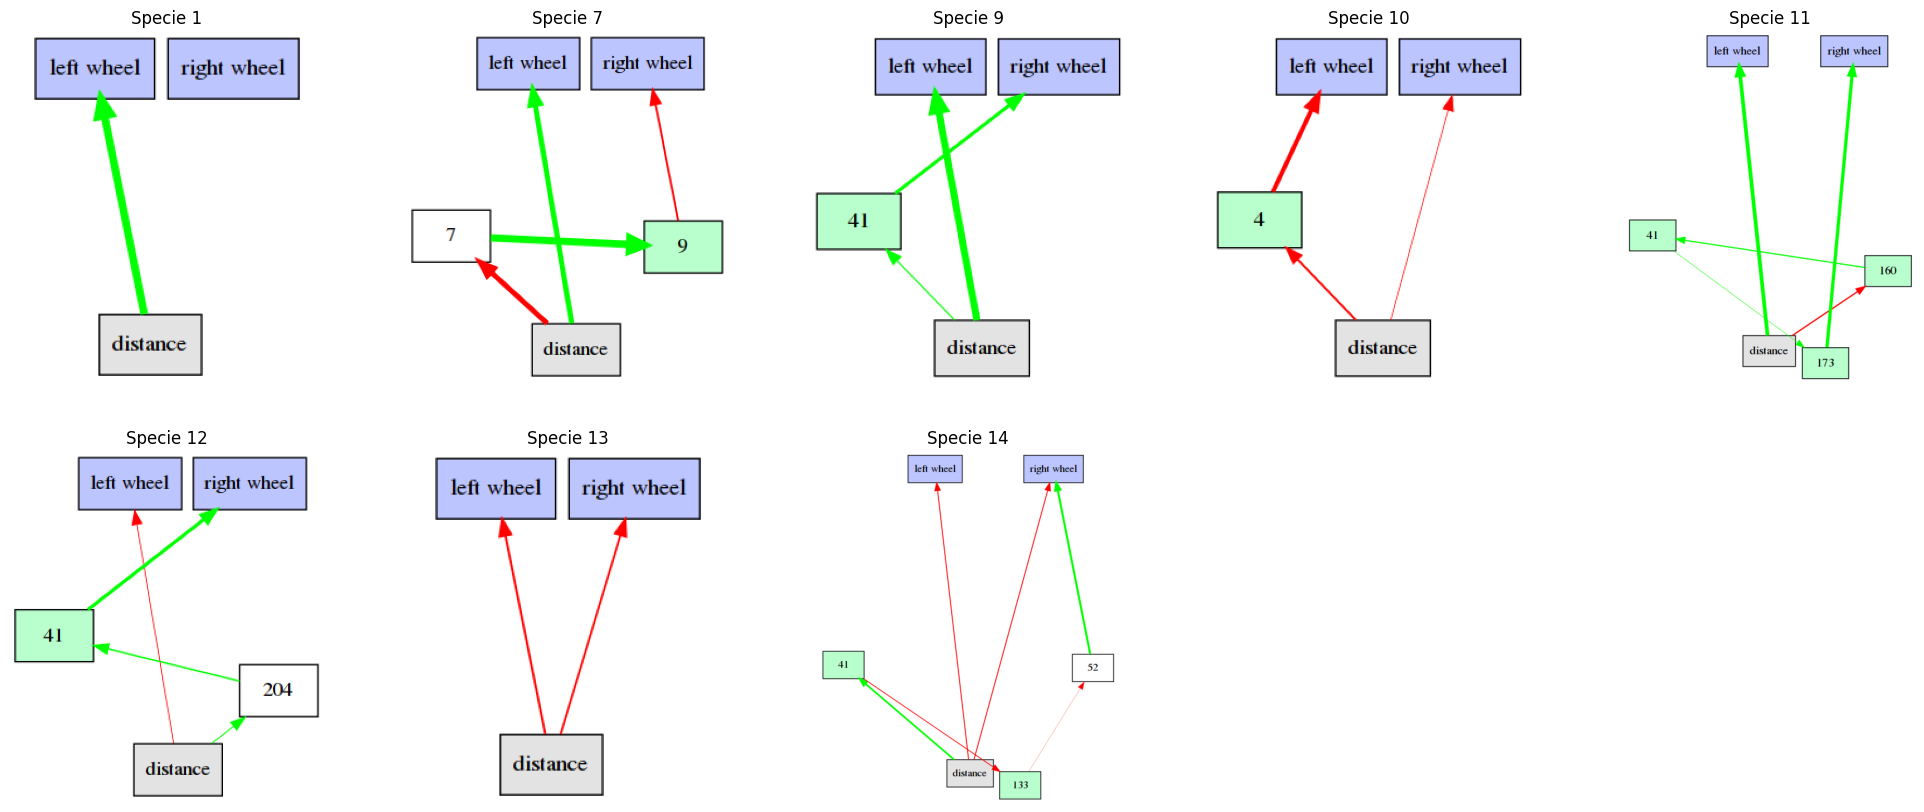 Specie 1
left wheel
right wheel
distance
Specie 7
left wheel
right wheel
7
9
distance
Specie 9
left wheel
right wheel
41
distance
Specie 10
left wheel
right wheel
4
distance
Specie 11
left wheel
right wheel
41
160
distance
173
Specie 12
left wheel
right wheel
41
204
distance
Specie 13
left wheel
right wheel
distance
Specie 14
left wheel
right wheel
41
52
distance
133